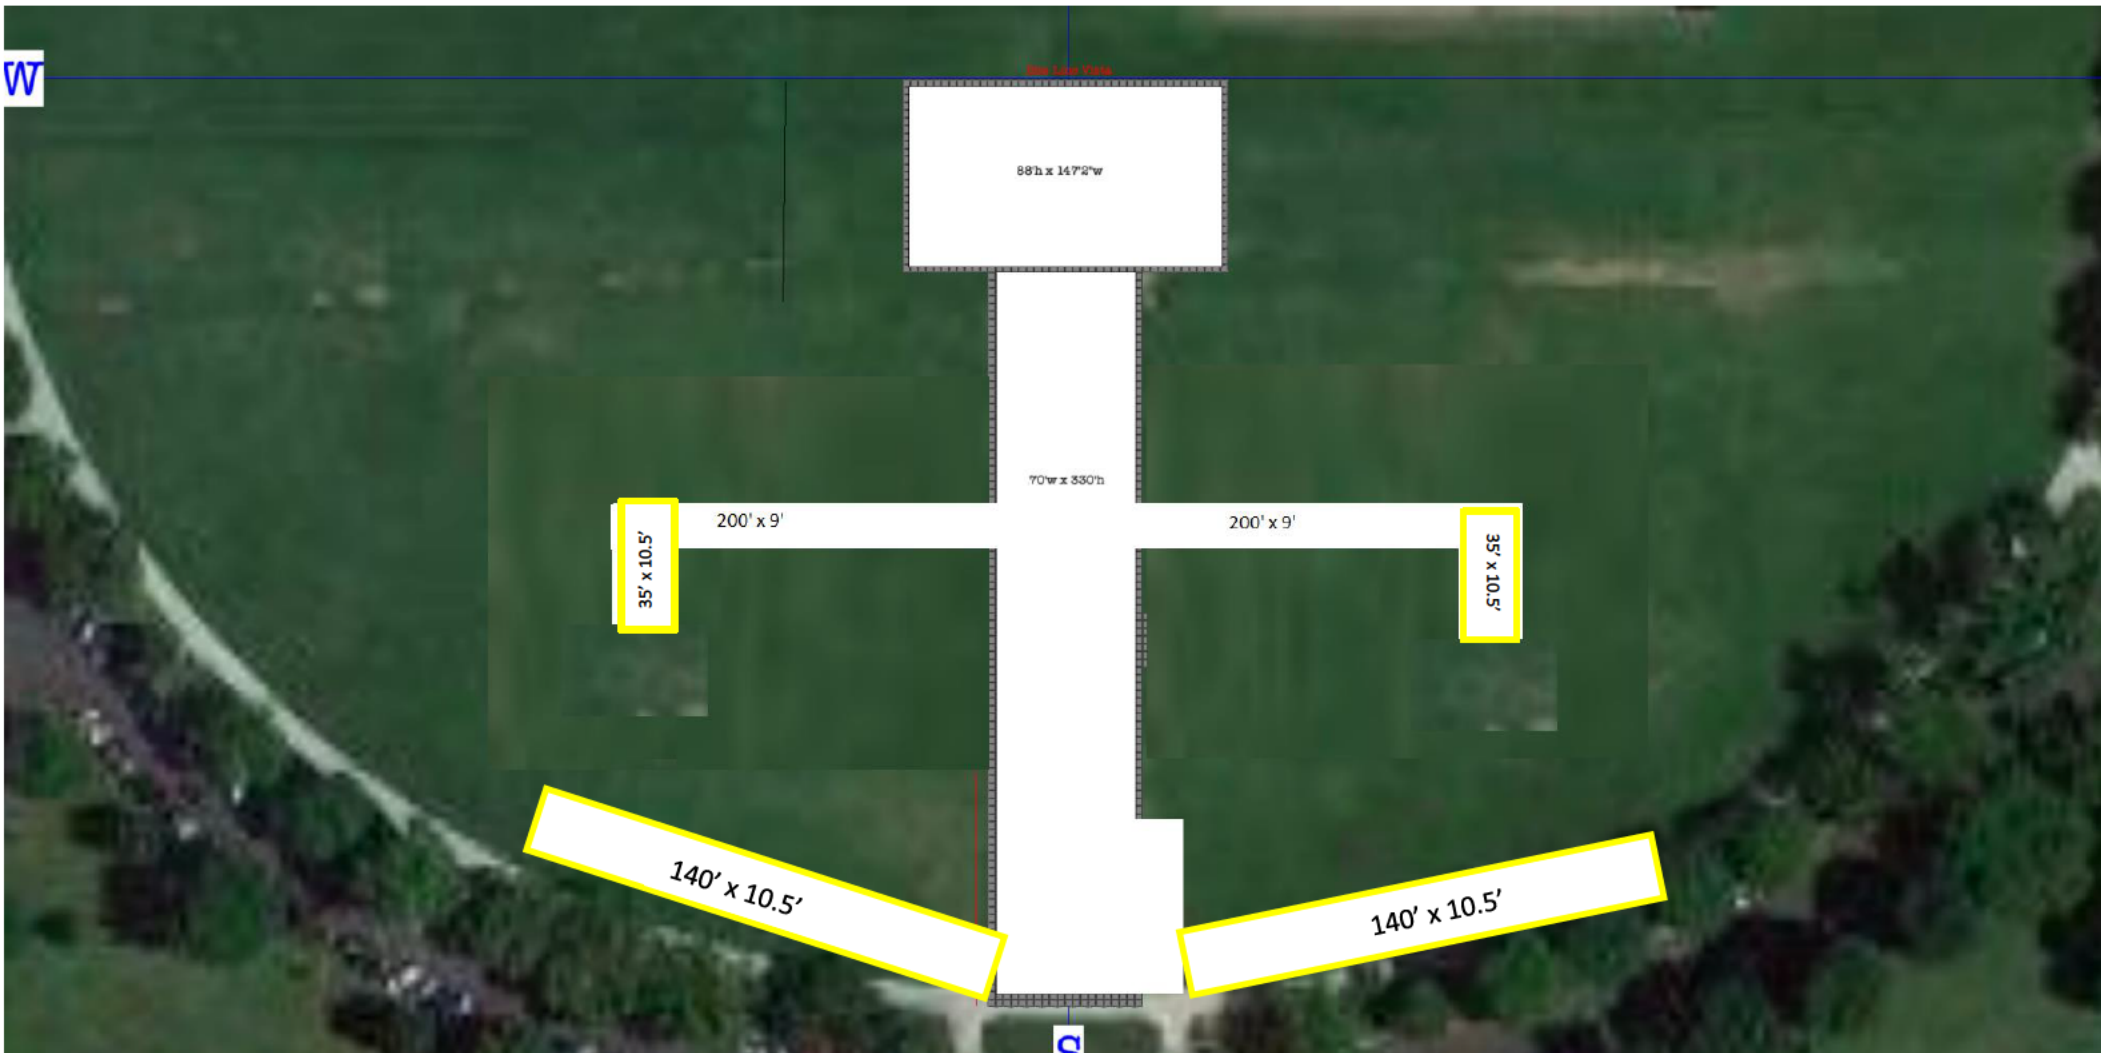 W
88'h x 147'2"w
70'w x 330'h
200' x 9'
200' x 9'
35' x 10.5'
35' x 10.5'
140' x 10.5'
140' x 10.5'
S